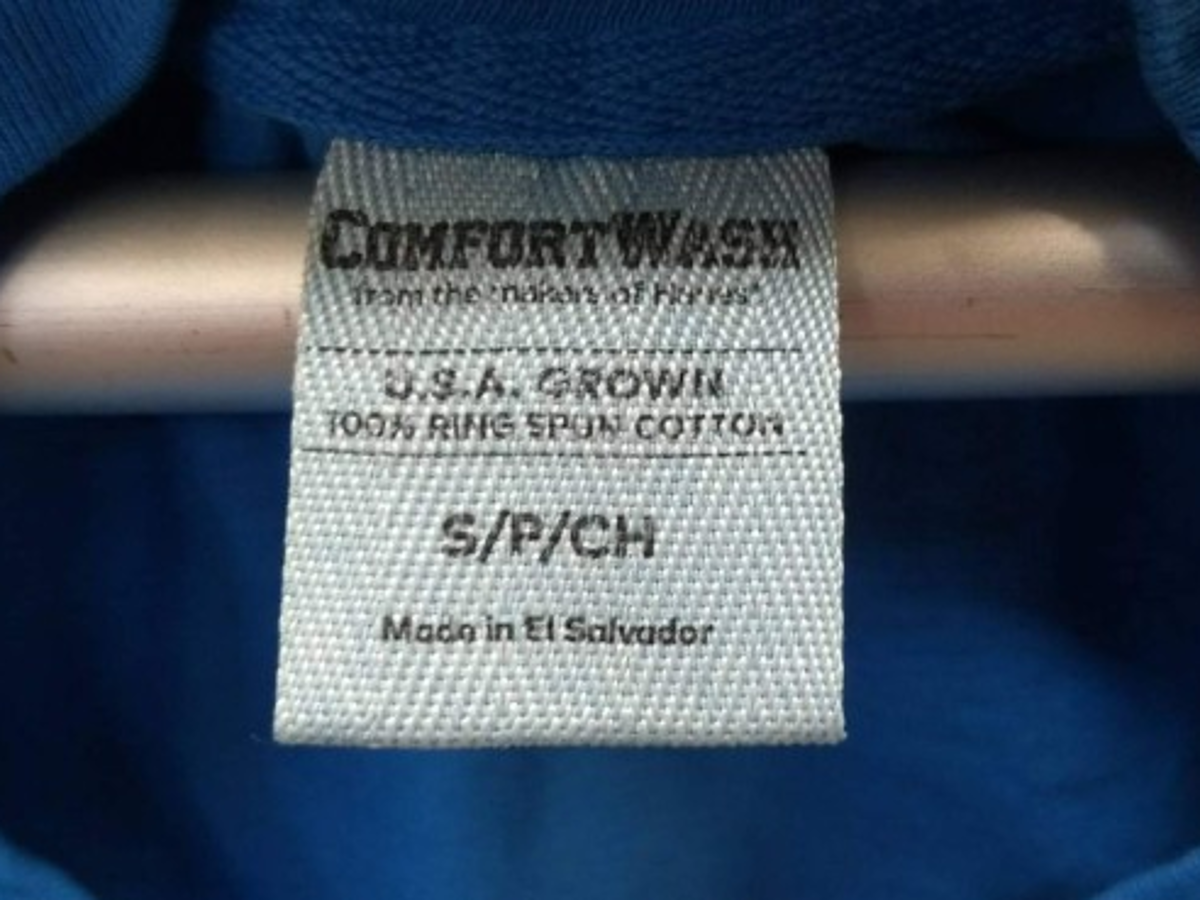 COMFORTWASH
from the makers of Hanes®
U.S.A. GROWN
100% RING SPUN COTTON
S/P/CH
Made in El Salvador